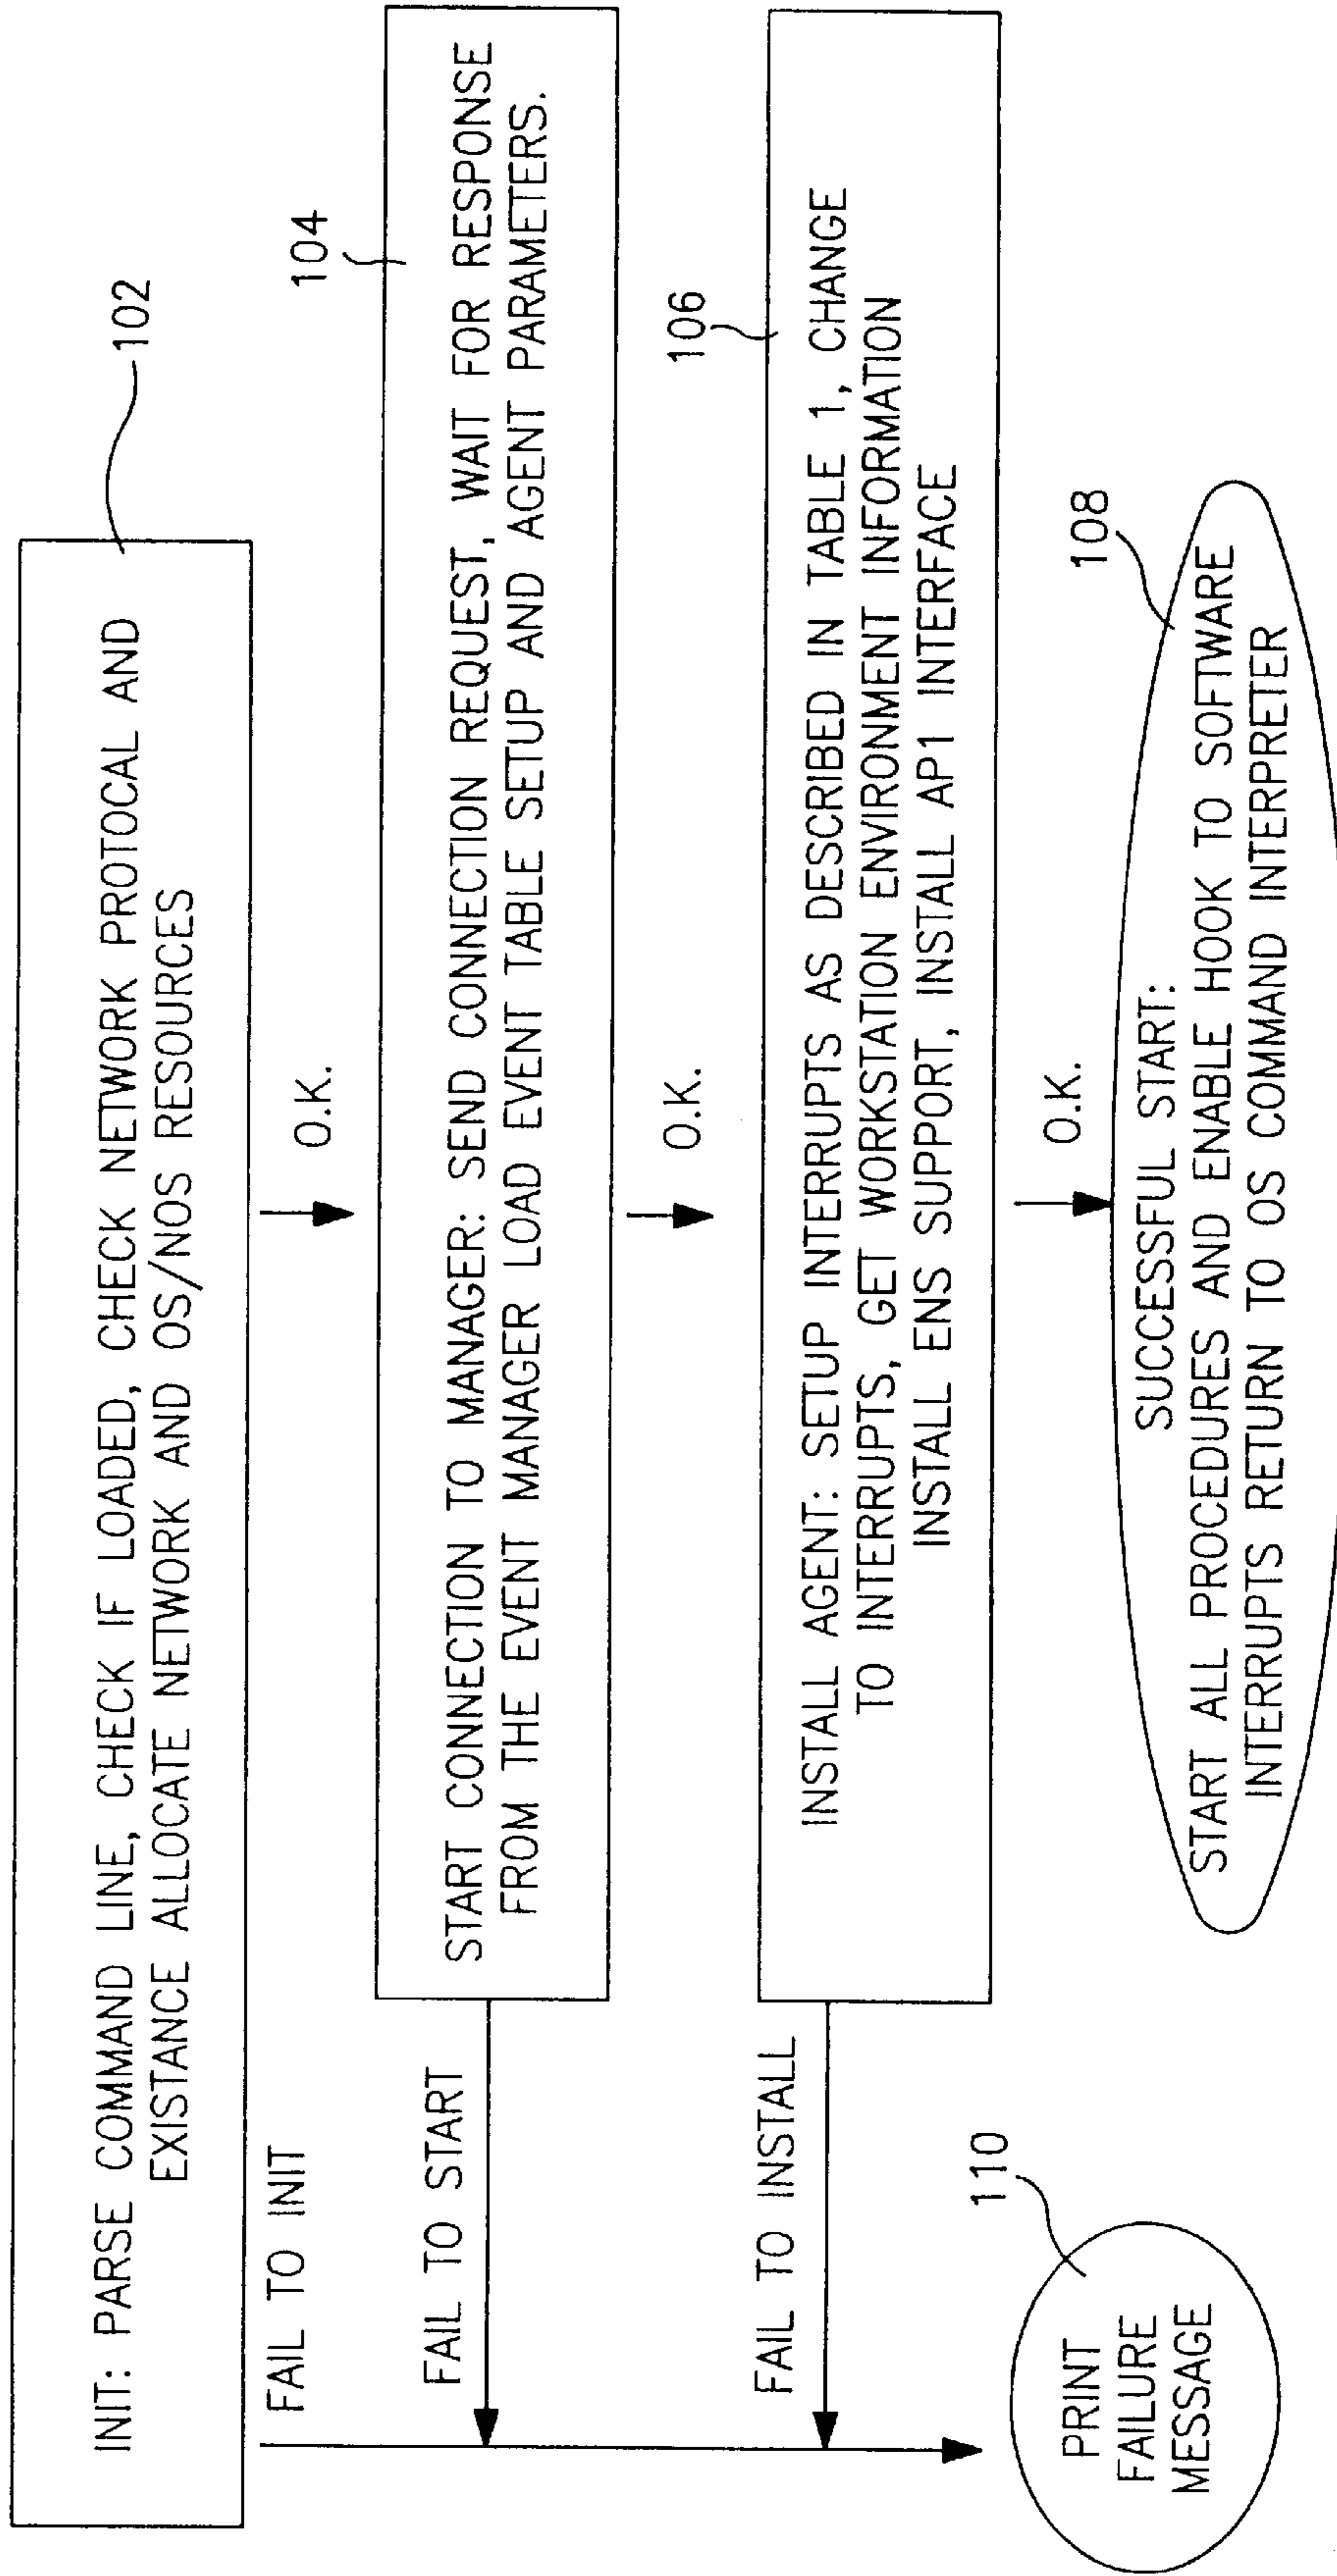 INIT: PARSE COMMAND LINE, CHECK IF LOADED, CHECK NETWORK PROTOCAL AND
EXISTANCE ALLOCATE NETWORK AND OS/NOS RESOURCES
102
FAIL TO INIT
O.K.
104
START CONNECTION TO MANAGER: SEND CONNECTION REQUEST, WAIT FOR RESPONSE
FROM THE EVENT MANAGER LOAD EVENT TABLE SETUP AND AGENT PARAMETERS.
FAIL TO START
O.K.
106
INSTALL AGENT: SETUP INTERRUPTS AS DESCRIBED IN TABLE 1, CHANGE
TO INTERRUPTS, GET WORKSTATION ENVIRONMENT INFORMATION
INSTALL ENS SUPPORT, INSTALL AP1 INTERFACE
FAIL TO INSTALL
O.K.
110
PRINT
FAILURE
MESSAGE
108
SUCCESSFUL START:
START ALL PROCEDURES AND ENABLE HOOK TO SOFTWARE
INTERRUPTS RETURN TO OS COMMAND INTERPRETER